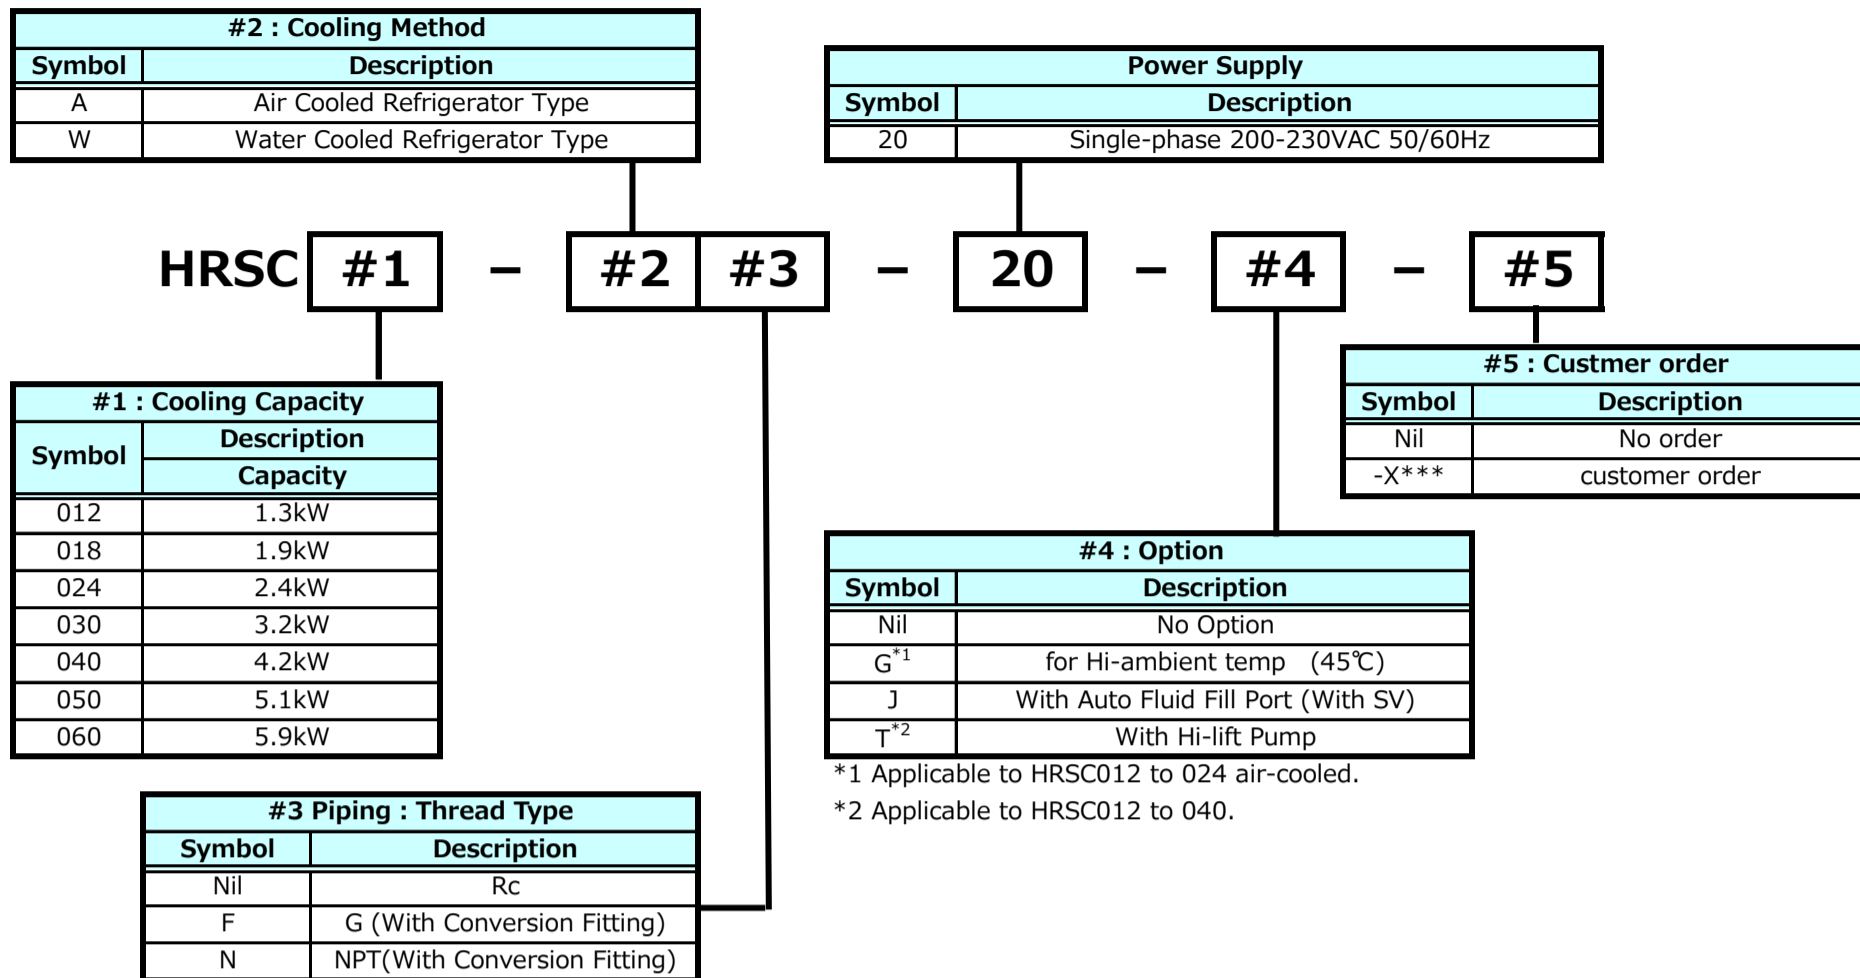 #2 : Cooling Method
Symbol Description
A Air Cooled Refrigerator Type
W Water Cooled Refrigerator Type
Power Supply
Symbol Description
20 Single-phase 200-230VAC 50/60Hz
HRSC #1 – #2 #3 – 20 – #4 – #5
#1 : Cooling Capacity
Symbol Description
Capacity
012 1.3kW
018 1.9kW
024 2.4kW
030 3.2kW
040 4.2kW
050 5.1kW
060 5.9kW
#5 : Custmer order
Symbol Description
Nil No order
-X*** customer order
#4 : Option
Symbol Description
Nil No Option
G*1 for Hi-ambient temp (45℃)
J With Auto Fluid Fill Port (With SV)
T*2 With Hi-lift Pump
*1 Applicable to HRSC012 to 024 air-cooled.
*2 Applicable to HRSC012 to 040.
#3 Piping : Thread Type
Symbol Description
Nil Rc
F G (With Conversion Fitting)
N NPT(With Conversion Fitting)